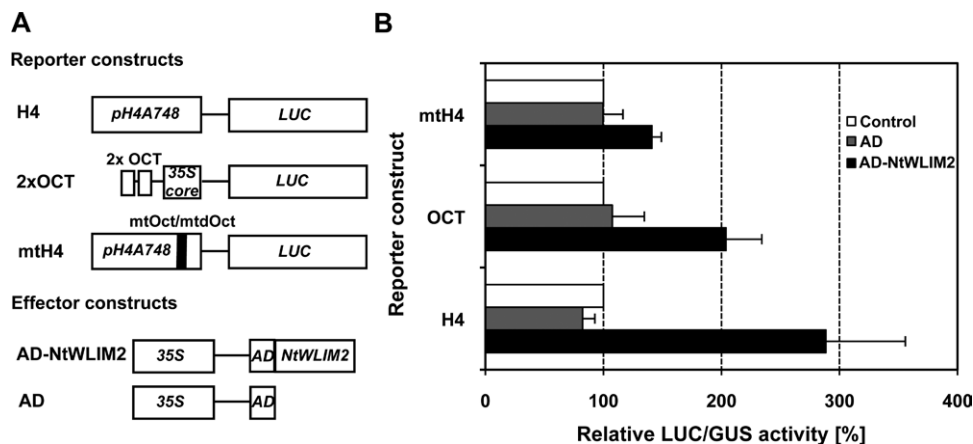 A
Reporter constructs
H4
pH4A748
LUC
2xOCT
2x OCT
35S
core
LUC
mtH4
mtOct/mtdOct
pH4A748
LUC
Effector constructs
AD-NtWLIM2
35S
AD
NtWLIM2
AD
35S
AD
B
Reporter construct
mtH4
OCT
H4
Control
AD
AD-NtWLIM2
0
100
200
300
400
Relative LUC/GUS activity [%]